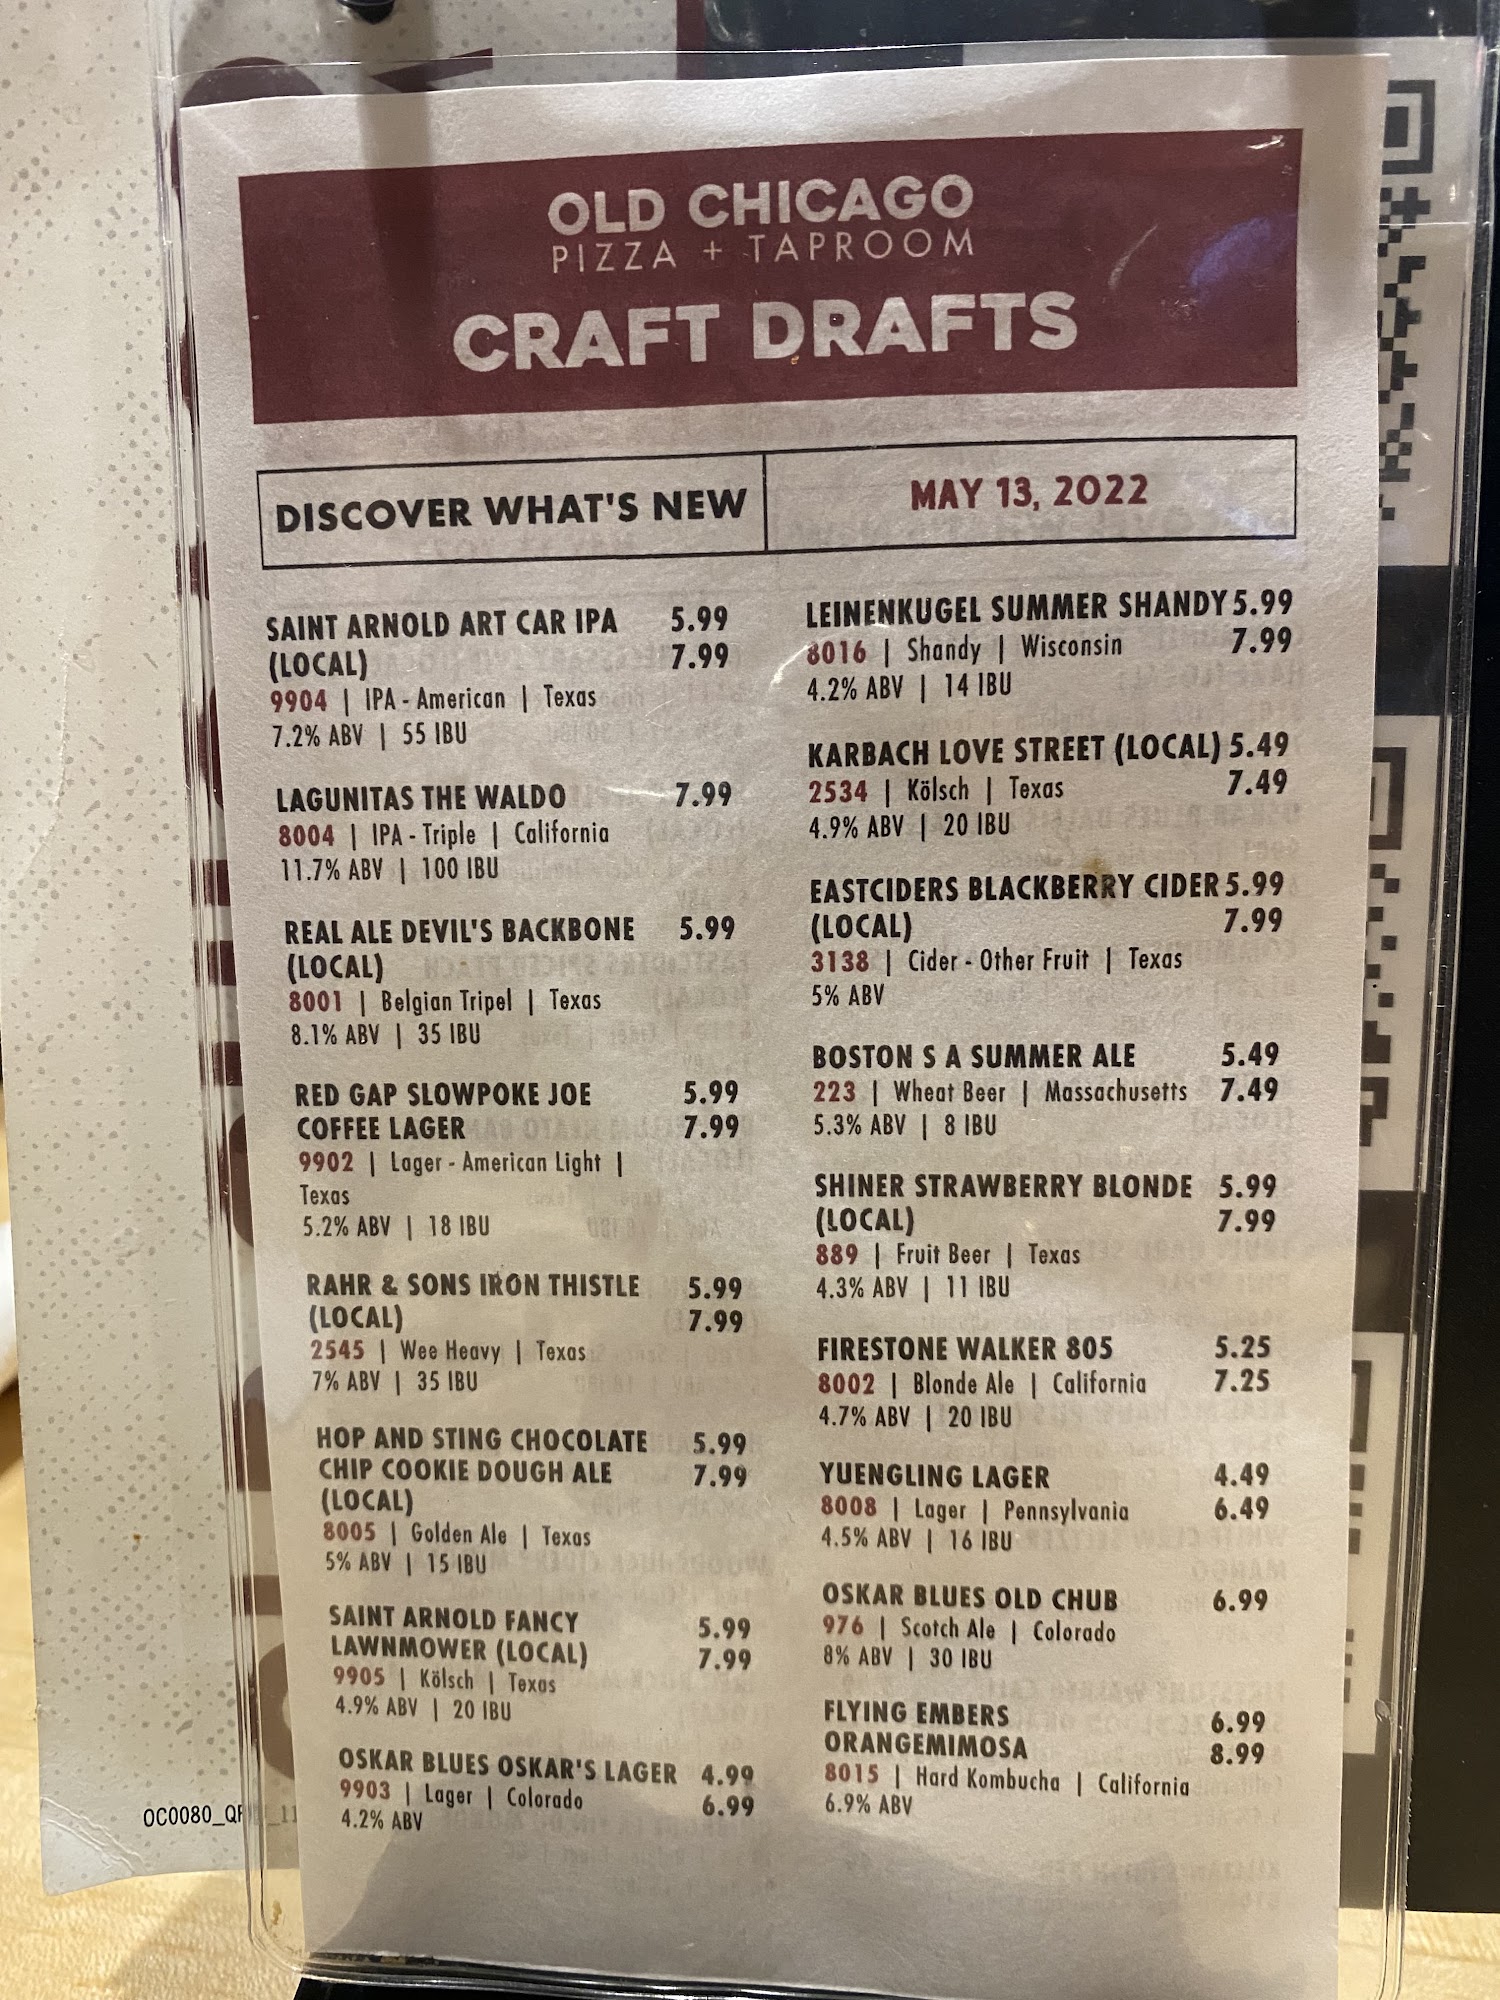 OLD CHICAGO
PIZZA + TAPROOM
CRAFT DRAFTS
DISCOVER WHAT'S NEW
MAY 13, 2022
SAINT ARNOLD ART CAR IPA 5.99
(LOCAL) 7.99
9904 | IPA - American | Texas
7.2% ABV | 55 IBU
LAGUNITAS THE WALDO 7.99
8004 | IPA - Triple | California
11.7% ABV | 100 IBU
REAL ALE DEVIL'S BACKBONE 5.99
(LOCAL)
8001 | Belgian Tripel | Texas
8.1% ABV | 35 IBU
RED GAP SLOWPOKE JOE 5.99
COFFEE LAGER 7.99
9902 | Lager - American Light |
Texas
5.2% ABV | 18 IBU
RAHR & SONS IRON THISTLE 5.99
(LOCAL) 7.99
2545 | Wee Heavy | Texas
7% ABV | 35 IBU
HOP AND STING CHOCOLATE 5.99
CHIP COOKIE DOUGH ALE 7.99
(LOCAL)
8005 | Golden Ale | Texas
5% ABV | 15 IBU
SAINT ARNOLD FANCY 5.99
LAWNMOWER (LOCAL) 7.99
9905 | Kölsch | Texas
4.9% ABV | 20 IBU
OSKAR BLUES OSKAR'S LAGER 4.99
9903 | Lager | Colorado 6.99
4.2% ABV
LEINENKUGEL SUMMER SHANDY 5.99
8016 | Shandy | Wisconsin 7.99
4.2% ABV | 14 IBU
KARBACH LOVE STREET (LOCAL) 5.49
2534 | Kölsch | Texas 7.49
4.9% ABV | 20 IBU
EASTCIDERS BLACKBERRY CIDER 5.99
(LOCAL) 7.99
3138 | Cider - Other Fruit | Texas
5% ABV
BOSTON S A SUMMER ALE 5.49
223 | Wheat Beer | Massachusetts 7.49
5.3% ABV | 8 IBU
SHINER STRAWBERRY BLONDE 5.99
(LOCAL) 7.99
889 | Fruit Beer | Texas
4.3% ABV | 11 IBU
FIRESTONE WALKER 805 5.25
8002 | Blonde Ale | California 7.25
4.7% ABV | 20 IBU
YUENGLING LAGER 4.49
8008 | Lager | Pennsylvania 6.49
4.5% ABV | 16 IBU
OSKAR BLUES OLD CHUB 6.99
976 | Scotch Ale | Colorado
8% ABV | 30 IBU
FLYING EMBERS 6.99
ORANGEMIMOSA 8.99
8015 | Hard Kombucha | California
6.9% ABV